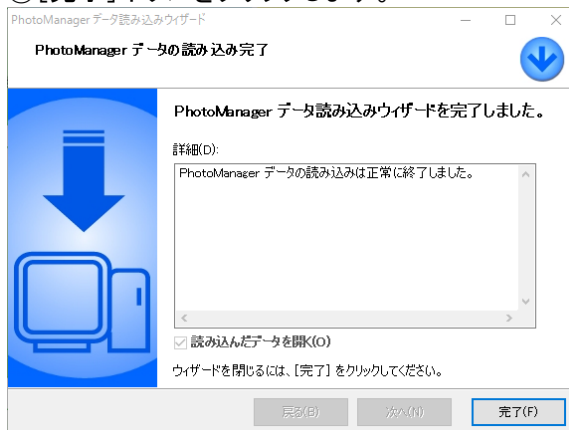 PhotoManager データ読み込みウィザード
PhotoManager データの読み込み完了
PhotoManager データ読み込みウィザードを完了しました。
詳細(D):
PhotoManager データの読み込みは正常に終了しました。
読み込んだデータを開く(O)
ウィザードを閉じるには、[完了] をクリックしてください。
戻る(B) 次へ(N) 完了(F)